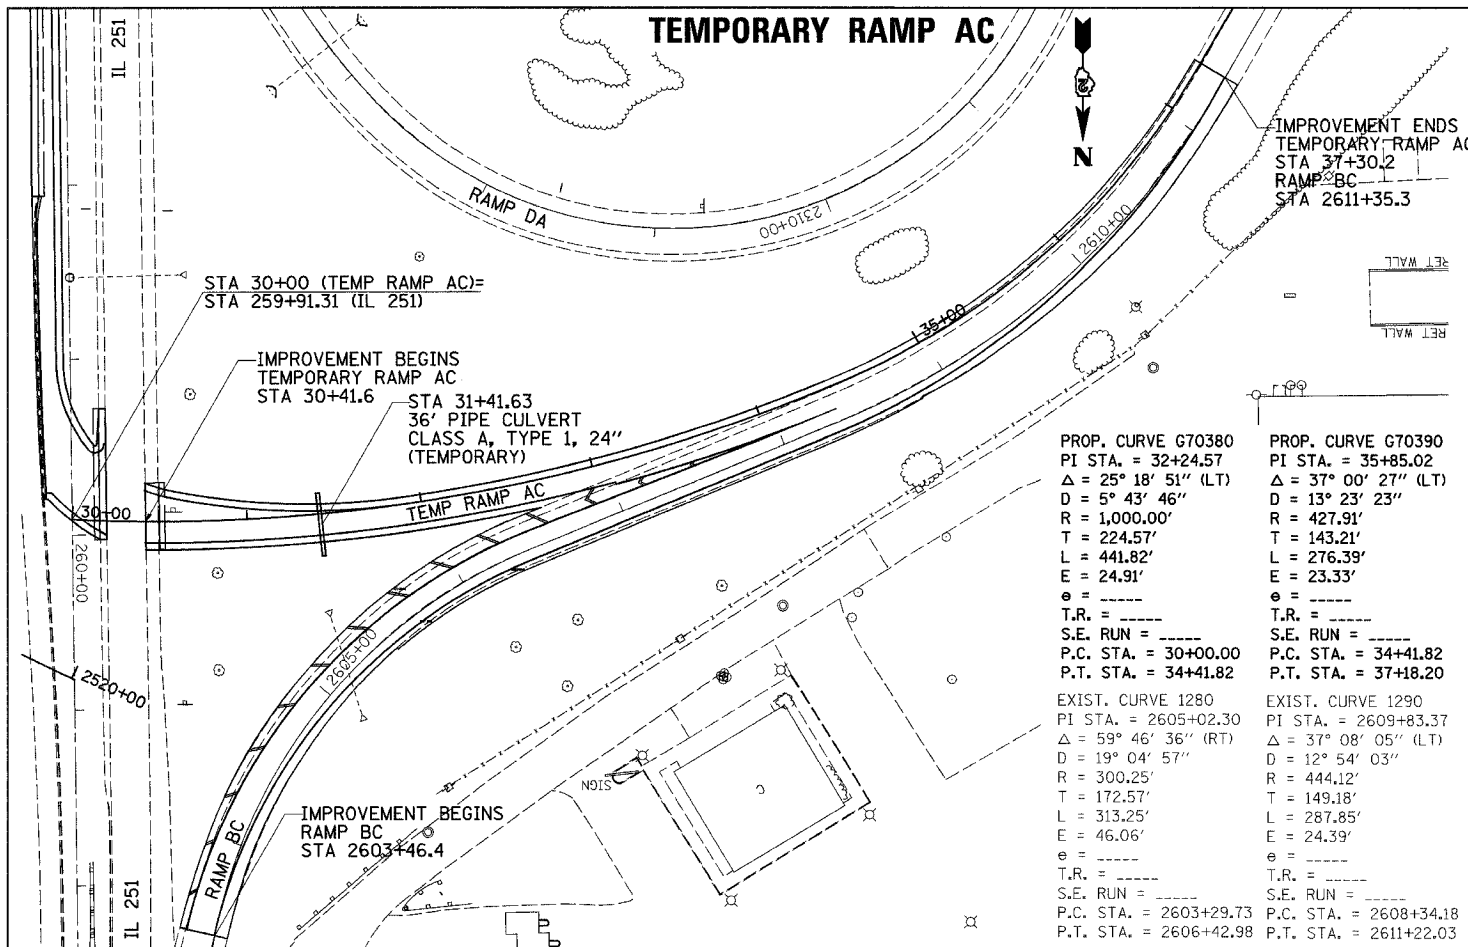 TEMPORARY RAMP AC
IL 251
N
IMPROVEMENT ENDS
TEMPORARY RAMP AC
STA 37+30.2
RAMP BC
STA 2611+35.3
RAMP DA
2310+00
2610+00
RET WALL
RET WALL
STA 30+00 (TEMP RAMP AC)=
STA 259+91.31 (IL 251)
35+00
IMPROVEMENT BEGINS
TEMPORARY RAMP AC
STA 30+41.6
STA 31+41.63
36' PIPE CULVERT
CLASS A, TYPE 1, 24"
(TEMPORARY)
TEMP RAMP AC
30+00
260+00
2605+00
2520+00
SIGN
C
IMPROVEMENT BEGINS
RAMP BC
STA 2603+46.4
RAMP BC
IL 251
PROP. CURVE G70380
PI STA. = 32+24.57
Δ = 25° 18' 51" (LT)
D = 5° 43' 46"
R = 1,000.00'
T = 224.57'
L = 441.82'
E = 24.91'
e = _____
T.R. = _____
S.E. RUN = _____
P.C. STA. = 30+00.00
P.T. STA. = 34+41.82
PROP. CURVE G70390
PI STA. = 35+85.02
Δ = 37° 00' 27" (LT)
D = 13° 23' 23"
R = 427.91'
T = 143.21'
L = 276.39'
E = 23.33'
e = _____
T.R. = _____
S.E. RUN = _____
P.C. STA. = 34+41.82
P.T. STA. = 37+18.20
EXIST. CURVE 1280
PI STA. = 2605+02.30
Δ = 59° 46' 36" (RT)
D = 19° 04' 57"
R = 300.25'
T = 172.57'
L = 313.25'
E = 46.06'
e = _____
T.R. = _____
S.E. RUN = _____
P.C. STA. = 2603+29.73
P.T. STA. = 2606+42.98
EXIST. CURVE 1290
PI STA. = 2609+83.37
Δ = 37° 08' 05" (LT)
D = 12° 54' 03"
R = 444.12'
T = 149.18'
L = 287.85'
E = 24.39'
e = _____
T.R. = _____
S.E. RUN = _____
P.C. STA. = 2608+34.18
P.T. STA. = 2611+22.03